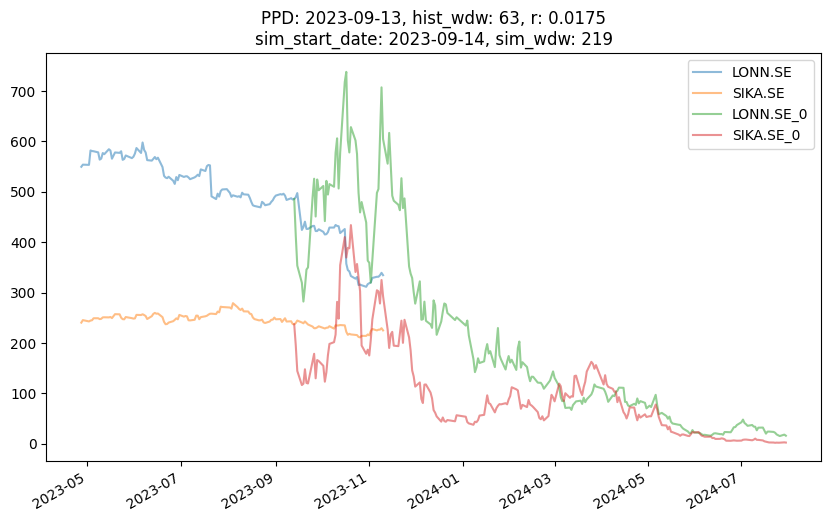 PPD: 2023-09-13, hist_wdw: 63, r: 0.0175
sim_start_date: 2023-09-14, sim_wdw: 219
LONN.SE
SIKA.SE
LONN.SE_0
SIKA.SE_0
700
600
500
400
300
200
100
0
2023-05
2023-07
2023-09
2023-11
2024-01
2024-03
2024-05
2024-07